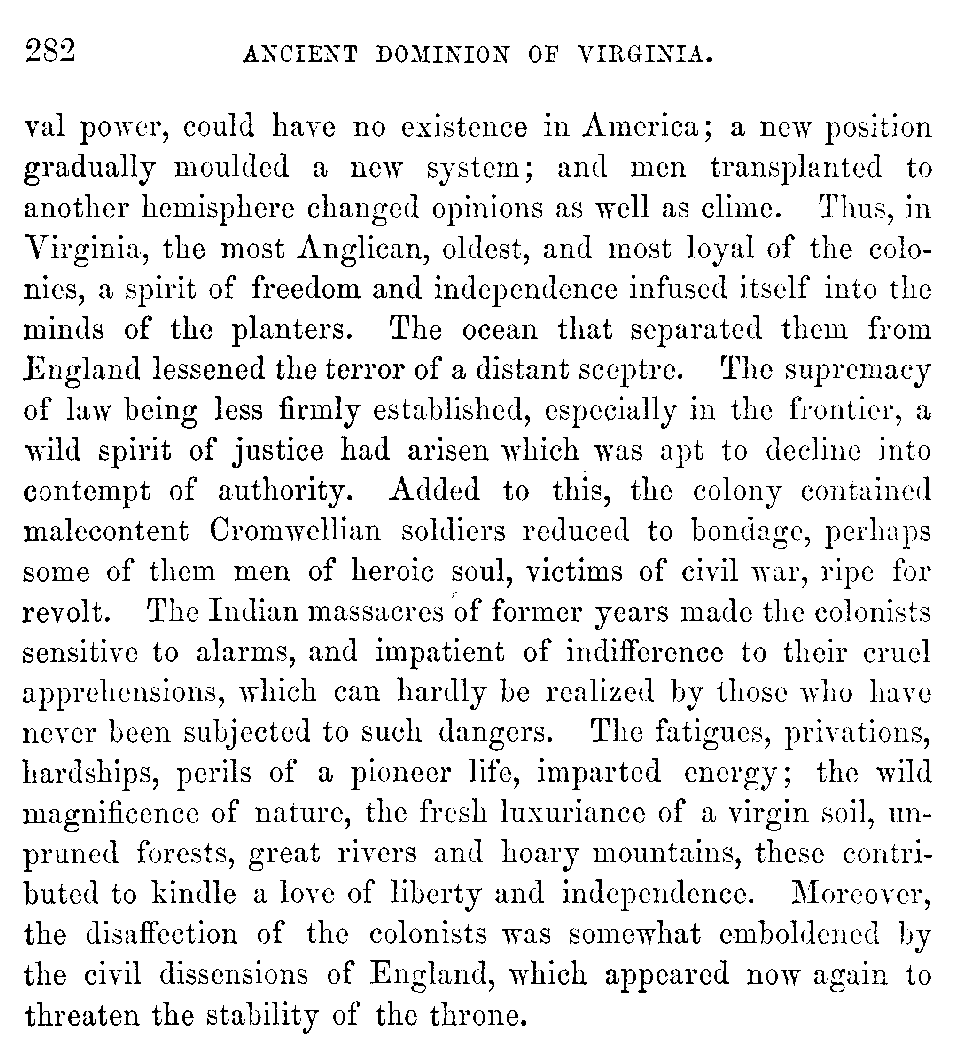 282 ANCIENT DOMINION OF VIRGINIA.
val power, could have no existence in America; a new position
gradually moulded a new system; and men transplanted to
another hemisphere changed opinions as well as clime. Thus, in
Virginia, the most Anglican, oldest, and most loyal of the colo-
nies, a spirit of freedom and independence infused itself into the
minds of the planters. The ocean that separated them from
England lessened the terror of a distant sceptre. The supremacy
of law being less firmly established, especially in the frontier, a
wild spirit of justice had arisen which was apt to decline into
contempt of authority. Added to this, the colony contained
malecontent Cromwellian soldiers reduced to bondage, perhaps
some of them men of heroic soul, victims of civil war, ripe for
revolt. The Indian massacres of former years made the colonists
sensitive to alarms, and impatient of indifference to their cruel
apprehensions, which can hardly be realized by those who have
never been subjected to such dangers. The fatigues, privations,
hardships, perils of a pioneer life, imparted energy; the wild
magnificence of nature, the fresh luxuriance of a virgin soil, un-
pruned forests, great rivers and hoary mountains, these contri-
buted to kindle a love of liberty and independence. Moreover,
the disaffection of the colonists was somewhat emboldened by
the civil dissensions of England, which appeared now again to
threaten the stability of the throne.